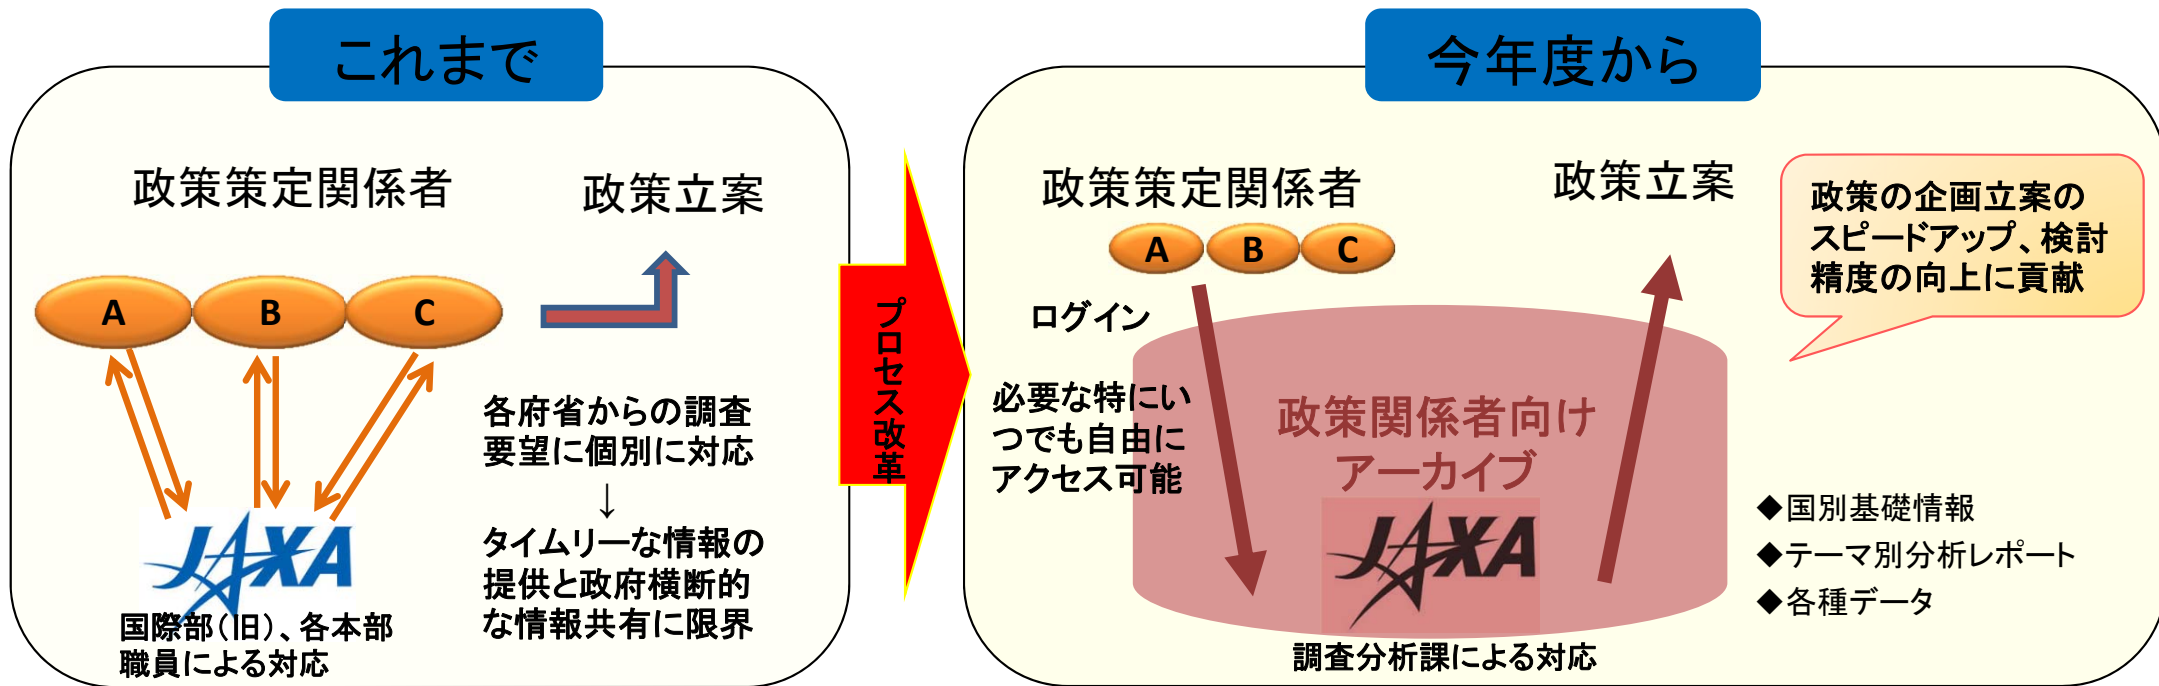 これまで
政策策定関係者
政策立案
A
B
C
各府省からの調査
要望に個別に対応
↓
タイムリーな情報の
提供と政府横断的
な情報共有に限界
JAXA
国際部（旧）、各本部
職員による対応
プロセス改革
今年度から
政策策定関係者
A
B
C
政策立案
政策の企画立案の
スピードアップ、検討
精度の向上に貢献
ログイン
必要な特にい
つでも自由に
アクセス可能
政策関係者向け
アーカイブ
JAXA
調査分析課による対応
◆国別基礎情報
◆テーマ別分析レポート
◆各種データ